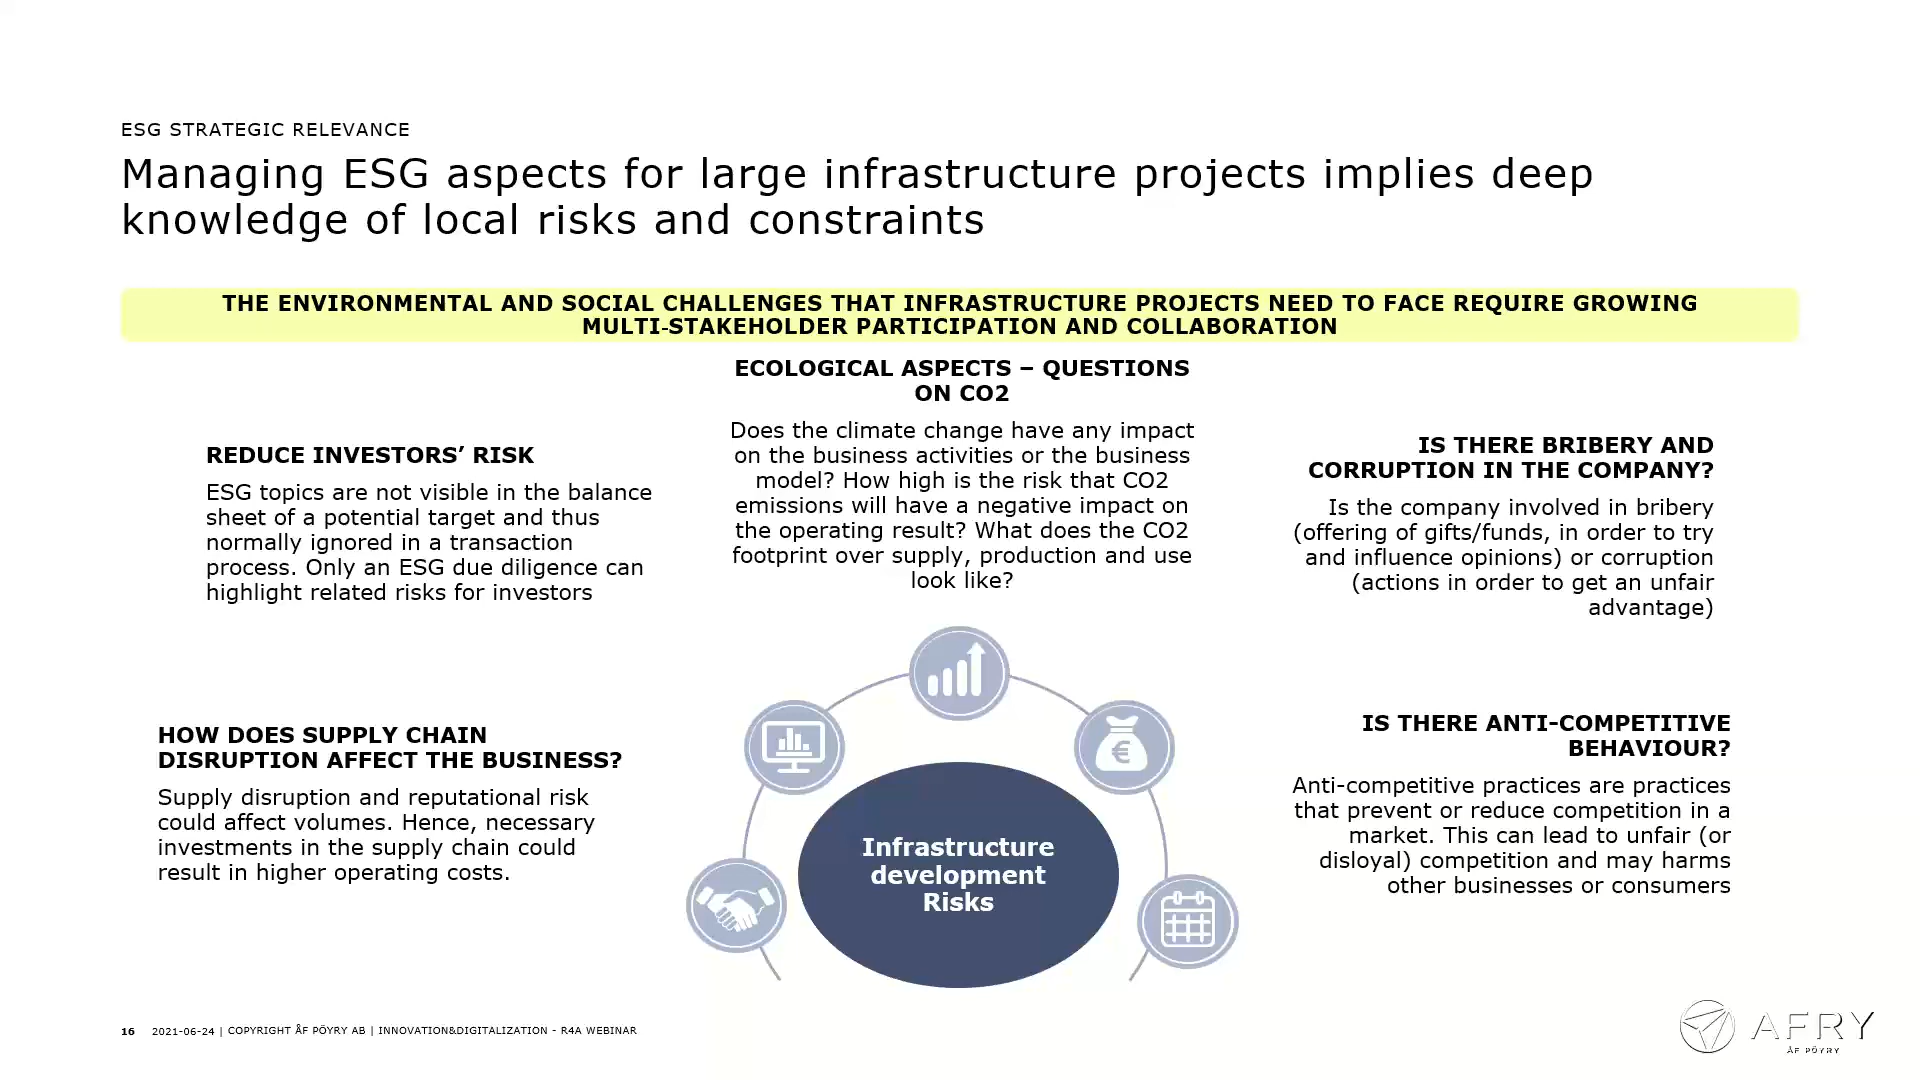 ESG STRATEGIC RELEVANCE
Managing ESG aspects for large infrastructure projects implies deep
knowledge of local risks and constraints
THE ENVIRONMENTAL AND SOCIAL CHALLENGES THAT INFRASTRUCTURE PROJECTS NEED TO FACE REQUIRE GROWING
MULTI-STAKEHOLDER PARTICIPATION AND COLLABORATION
REDUCE INVESTORS’ RISK
ESG topics are not visible in the balance
sheet of a potential target and thus
normally ignored in a transaction
process. Only an ESG due diligence can
highlight related risks for investors
ECOLOGICAL ASPECTS – QUESTIONS
ON CO2
Does the climate change have any impact
on the business activities or the business
model? How high is the risk that CO2
emissions will have a negative impact on
the operating result? What does the CO2
footprint over supply, production and use
look like?
IS THERE BRIBERY AND
CORRUPTION IN THE COMPANY?
Is the company involved in bribery
(offering of gifts/funds, in order to try
and influence opinions) or corruption
(actions in order to get an unfair
advantage)
HOW DOES SUPPLY CHAIN
DISRUPTION AFFECT THE BUSINESS?
Supply disruption and reputational risk
could affect volumes. Hence, necessary
investments in the supply chain could
result in higher operating costs.
€
Infrastructure
development
Risks
IS THERE ANTI-COMPETITIVE
BEHAVIOUR?
Anti-competitive practices are practices
that prevent or reduce competition in a
market. This can lead to unfair (or
disloyal) competition and may harms
other businesses or consumers
16 2021-06-24 | COPYRIGHT ÅF PÖYRY AB | INNOVATION&DIGITALIZATION - R4A WEBINAR
AFRY
ÅF PÖYRY